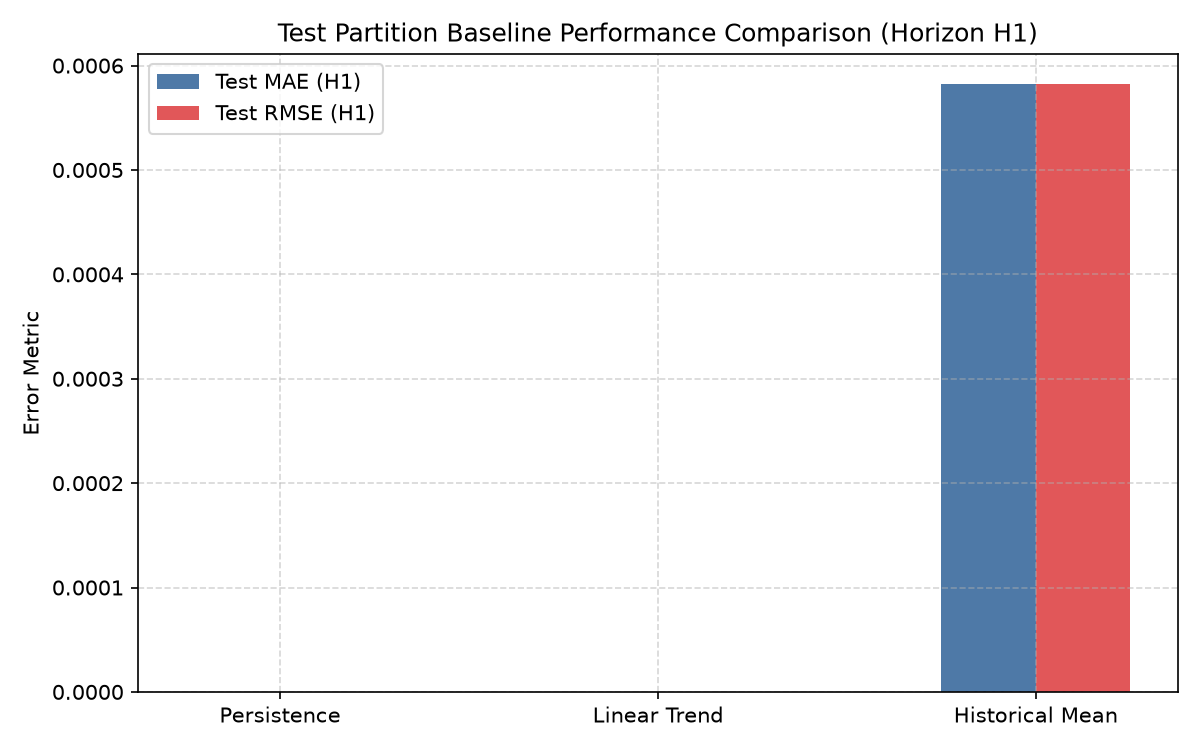 Test Partition Baseline Performance Comparison (Horizon H1)
Test MAE (H1)
Test RMSE (H1)
Error Metric
0.0006
0.0005
0.0004
0.0003
0.0002
0.0001
0.0000
Persistence
Linear Trend
Historical Mean